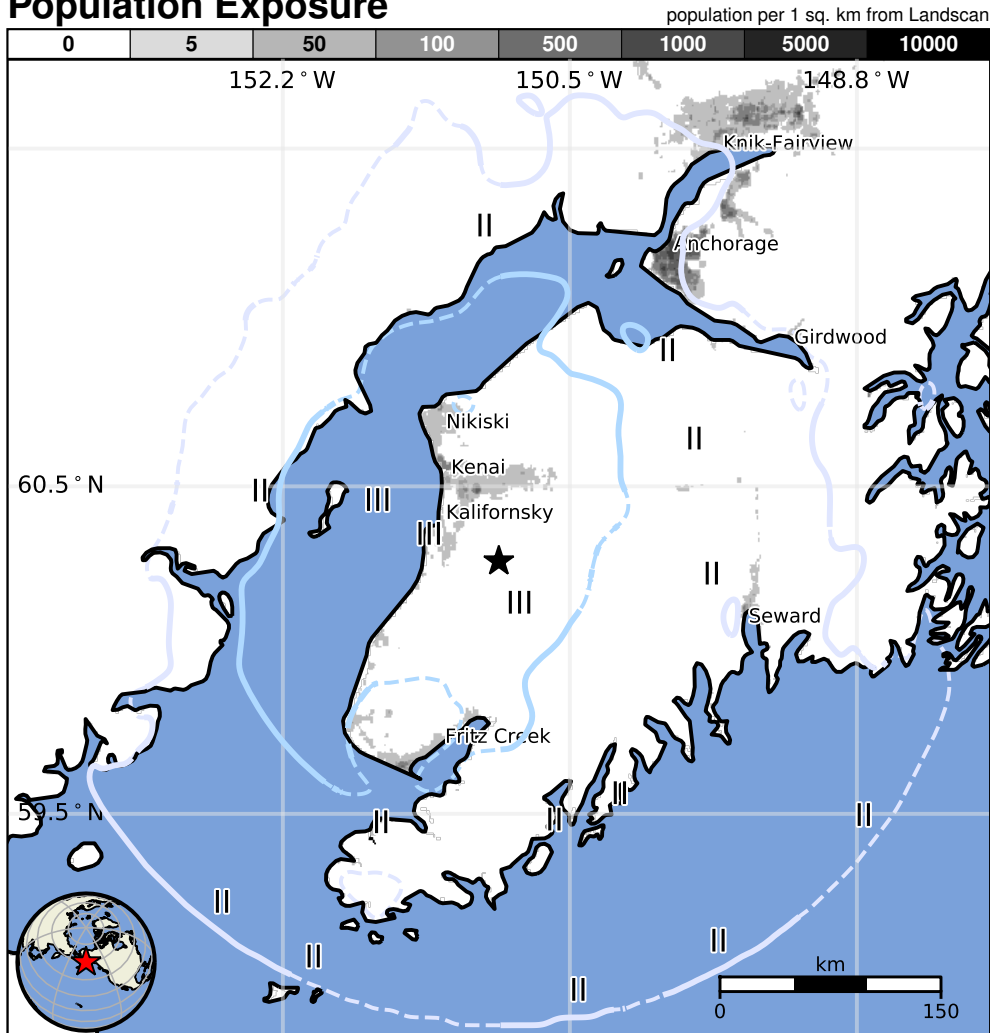 Population Exposure
population per 1 sq. km from Landscan
0 5 50 100 500 1000 5000 10000
152.2°W 150.5°W 148.8°W
Knik-Fairview
II
Anchorage
Girdwood
II
Nikiski
II
Kenai
60.5°N
II
III
Kalifornsky
III
II
III
Seward
Fritz Creek
II
59.5°N
II
II
II
II
II
II
II
km
0 150